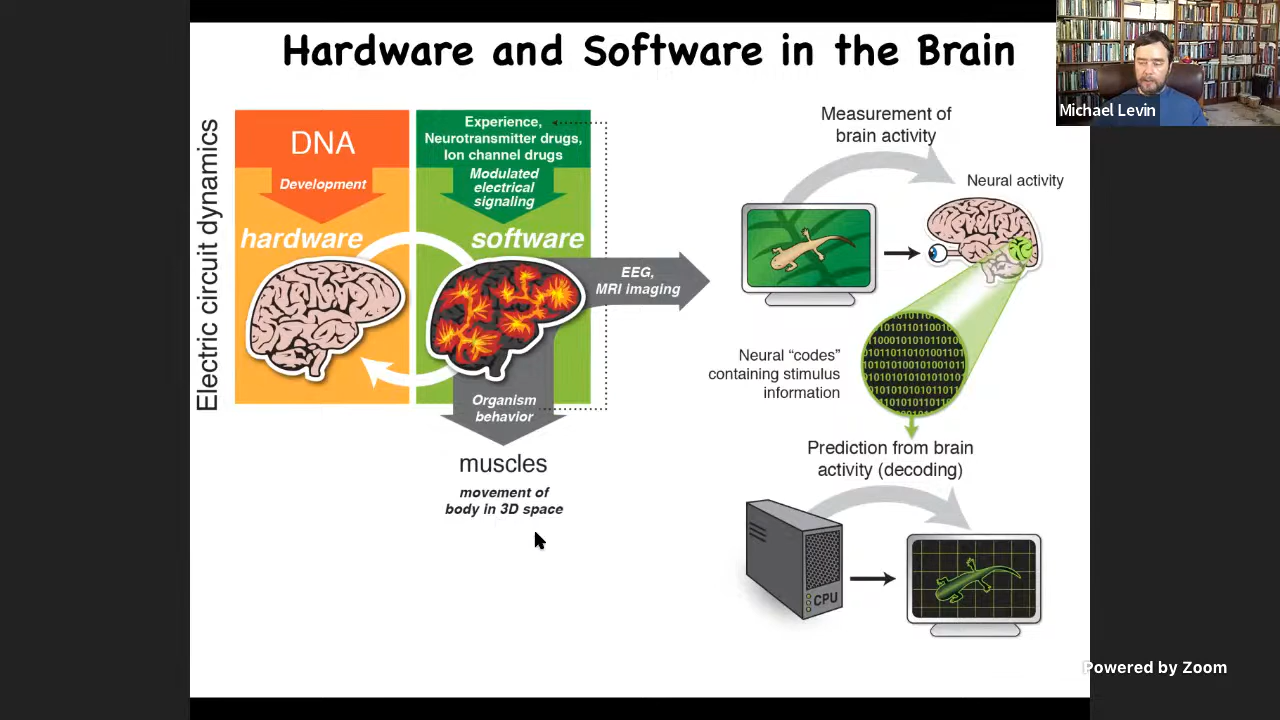 Hardware and Software in the Brain
Michael Levin
Electric circuit dynamics
DNA
Development
hardware
Experience,
Neurotransmitter drugs,
Ion channel drugs
Modulated
electrical
signaling
software
EEG,
MRI imaging
Organism
behavior
muscles
movement of
body in 3D space
Measurement of
brain activity
Neural activity
Neural “codes”
containing stimulus
information
Prediction from brain
activity (decoding)
CPU
Powered by Zoom